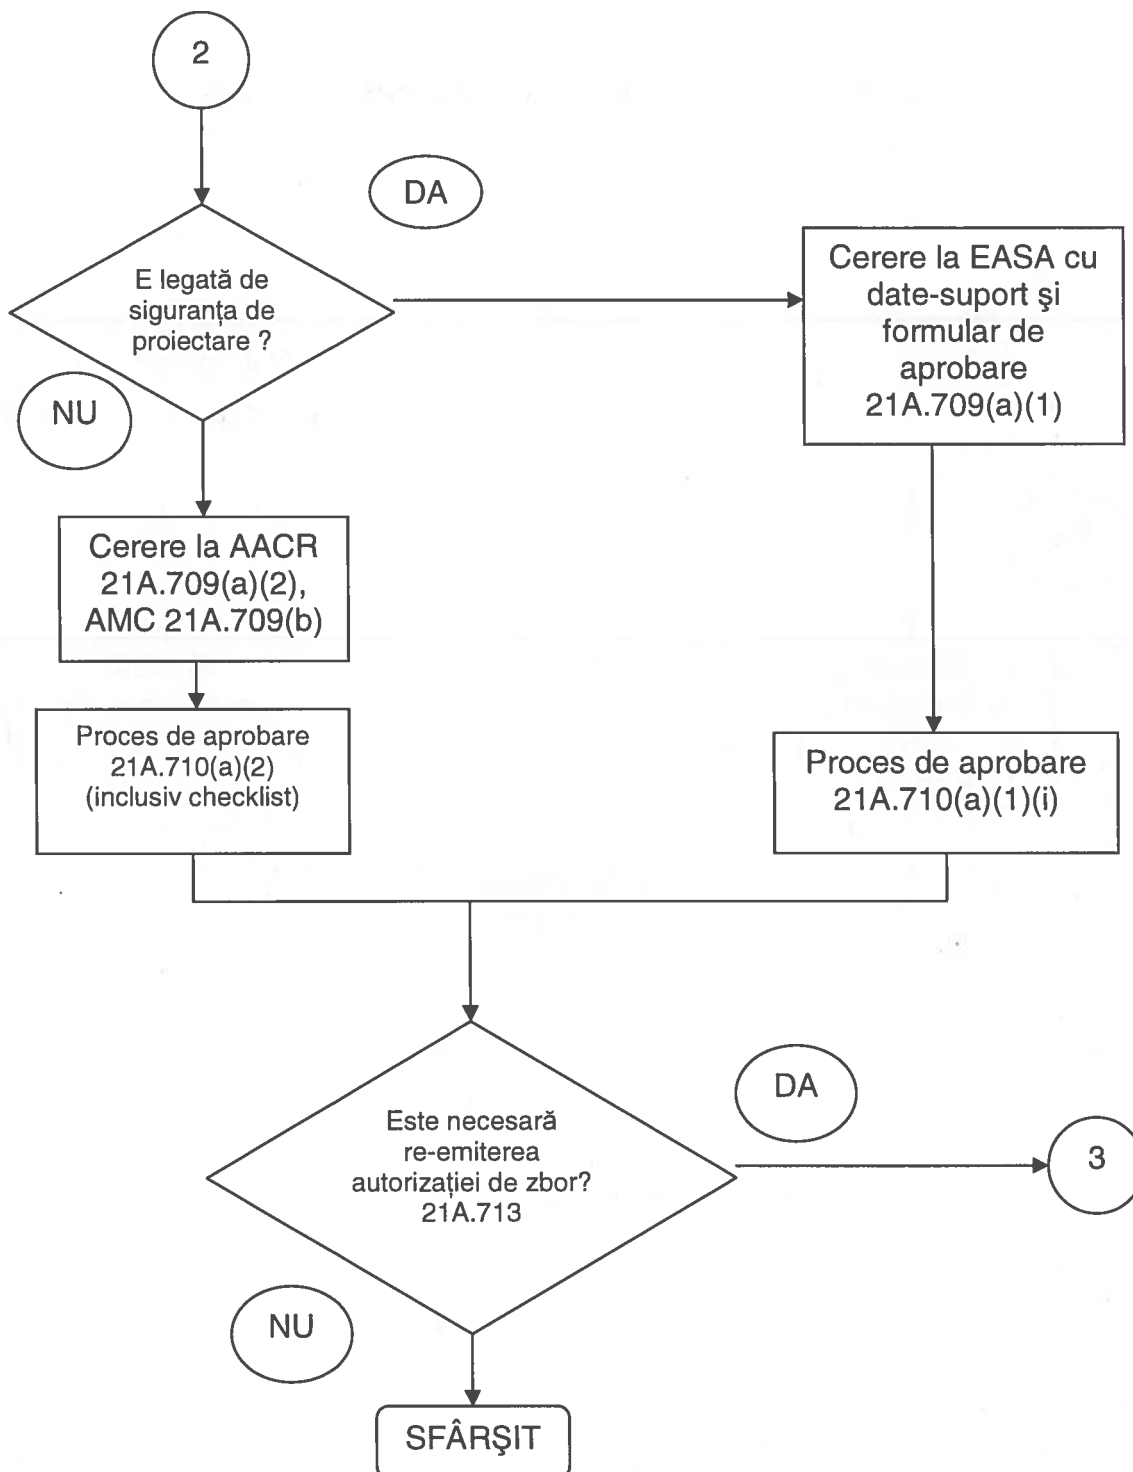 2
DA
E legată de
siguranța de
proiectare ?
Cerere la EASA cu
date-suport şi
formular de
aprobare
21A.709(a)(1)
NU
Cerere la AACR
21A.709(a)(2),
AMC 21A.709(b)
Proces de aprobare
21A.710(a)(2)
(inclusiv checklist)
Proces de aprobare
21A.710(a)(1)(i)
DA
Este necesară
re-emiterea
autorizației de zbor?
21A.713
3
NU
SFÂRŞIT